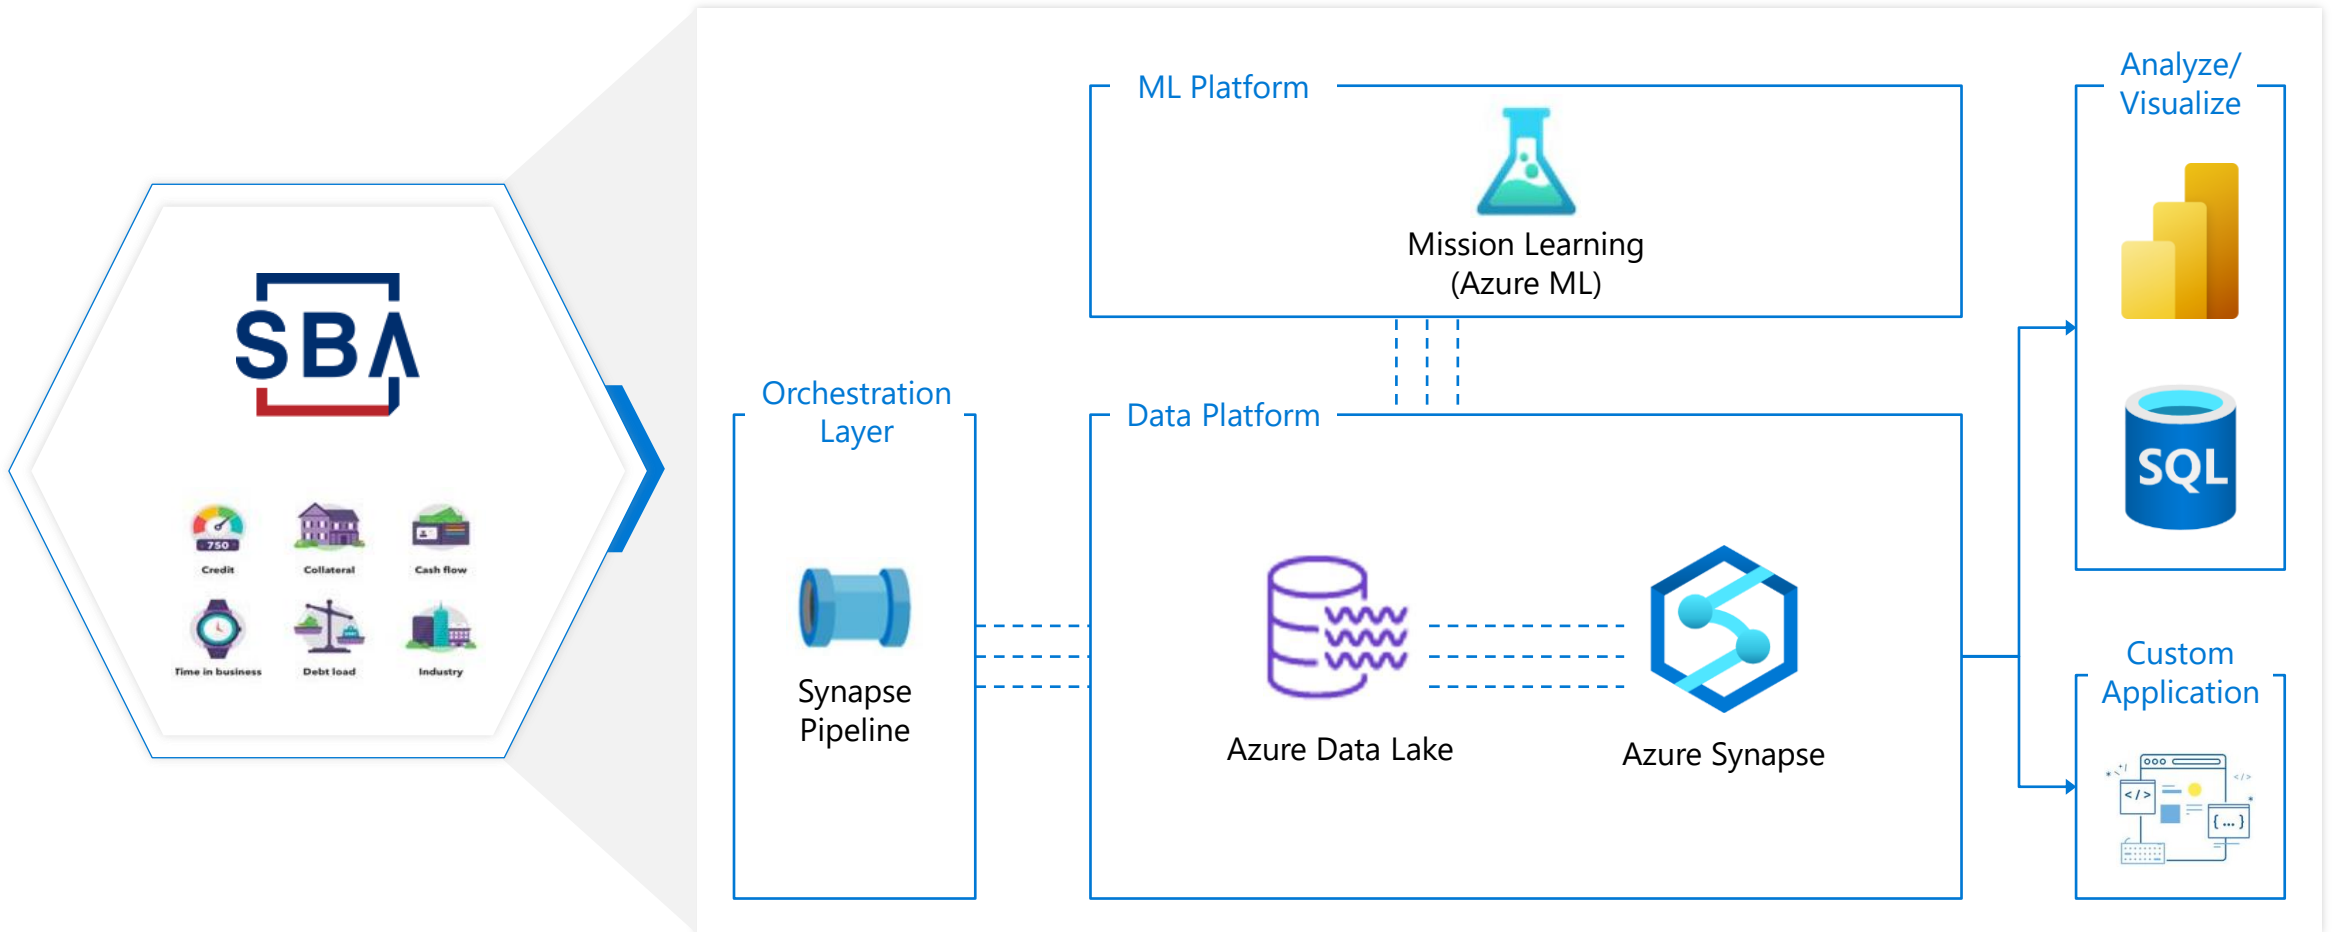 SBA
750
Credit
Collateral
Cash flow
Time in business
Debt load
Industry
Orchestration
Layer
Synapse
Pipeline
ML Platform
Mission Learning
(Azure ML)
Data Platform
Azure Data Lake
Azure Synapse
Analyze/
Visualize
SQL
Custom
Application
</>
</>
{ ... }